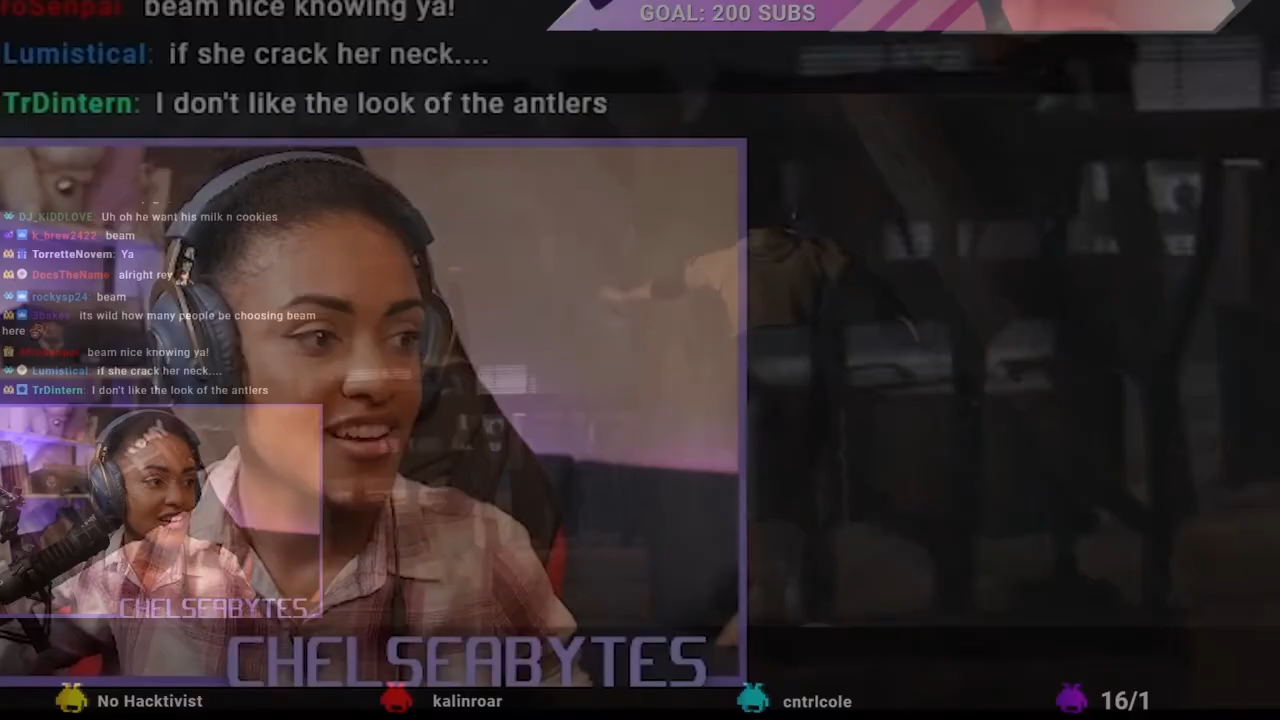 beam nice knowing ya!
GOAL: 200 SUBS
Lumistical: if she crack her neck....
TrDintern: I don't like the look of the antlers
DJ_KIDDLOVE: Uh oh he want his milk n cookies
k_brew2422 beam
TorretteNovem: Ya
DocsTheName alright rey
rockysp24: beam
its wild how many people be choosing beam
here
beam nice knowing ya!
Lumistical: if she crack her neck....
TrDintern: I don't like the look of the antlers
CHELSEABYTES
CHELSEABYTES
No Hacktivist
kalinroar
cntrlcole
16/1